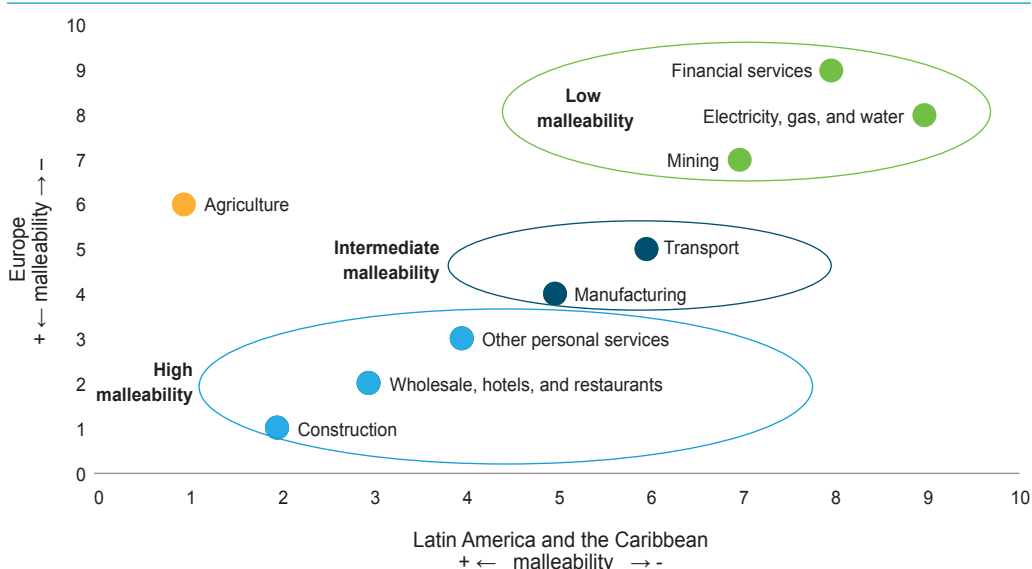 10
9
8
7
6
5
4
3
2
1
0
Europe
+ ← malleability → –
Financial services
Low
malleability
Electricity, gas, and water
Mining
Agriculture
Intermediate
malleability
Transport
Manufacturing
Other personal services
High
malleability
Wholesale, hotels, and restaurants
Construction
0 1 2 3 4 5 6 7 8 9 10
Latin America and the Caribbean
+ ← malleability → -